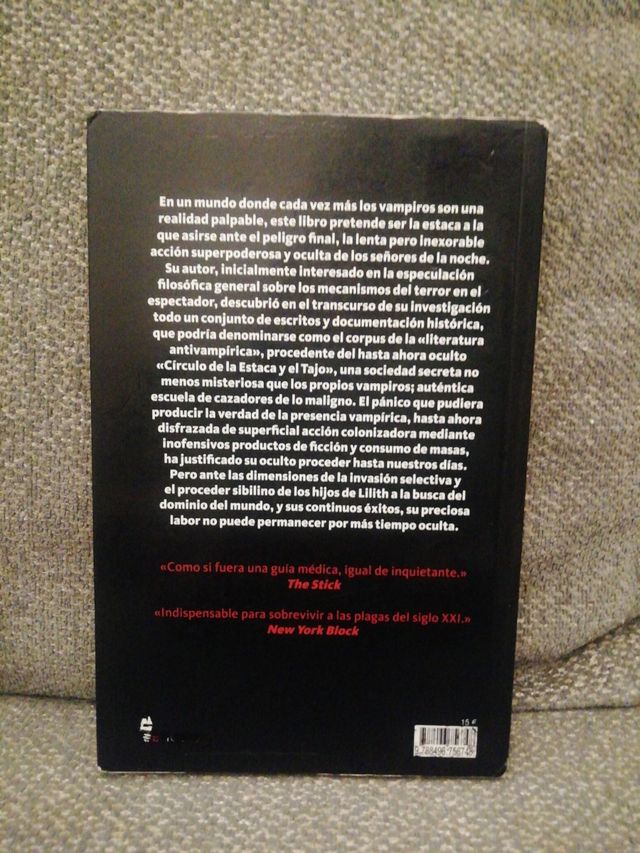 En un mundo donde cada vez más los vampiros son una
realidad palpable, este libro pretende ser la estaca a la
que asirse ante el peligro final, la lenta pero inexorable
acción superpoderosa y oculta de los señores de la noche.
Su autor, inicialmente interesado en la especulación
filosófica general sobre los mecanismos del terror en el
espectador, descubrió en el transcurso de su investigación
todo un conjunto de escritos y documentación histórica,
que podría denominarse como el corpus de la «literatura
antivampírica», procedente del hasta ahora oculto
«Círculo de la Estaca y el Tajo», una sociedad secreta no
menos misteriosa que los propios vampiros; auténtica
escuela de cazadores de lo maligno. El pánico que pudiera
producir la verdad de la presencia vampírica, hasta ahora
disfrazada de superficial acción colonizadora mediante
inofensivos productos de ficción y consumo de masas,
ha justificado su oculto proceder hasta nuestros días.
Pero ante las dimensiones de la invasión selectiva y
el proceder sibilino de los hijos de Lilith a la busca del
dominio del mundo, y sus continuos éxitos, su preciosa
labor no puede permanecer por más tiempo oculta.
«Como si fuera una guía médica, igual de inquietante.»
The Stick
«Indispensable para sobrevivir a las plagas del siglo XXI.»
New York Block
15 €
9 788496 756748